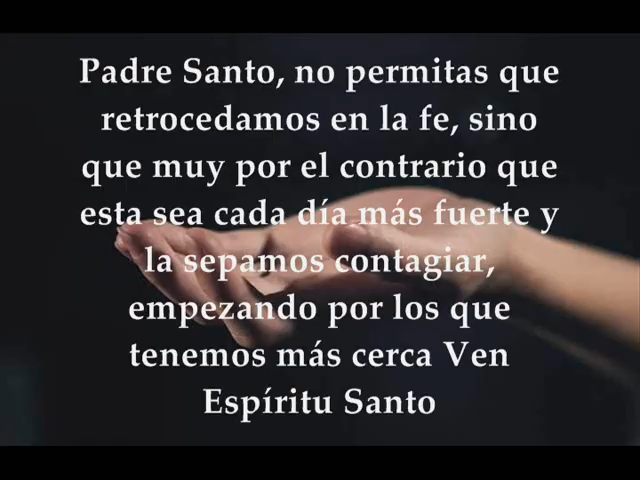 Padre Santo, no permitas que
retrocedamos en la fe, sino
que muy por el contrario que
esta sea cada día más fuerte y
la sepamos contagiar,
empezando por los que
tenemos más cerca Ven
Espíritu Santo